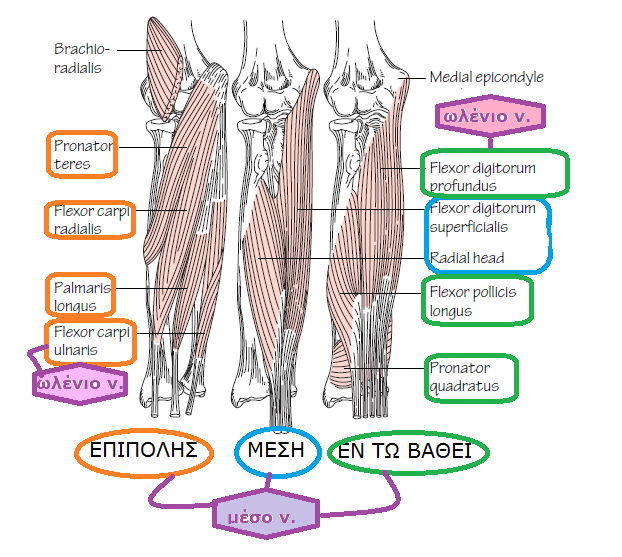 Brachio-
radialis
Pronator
teres
Flexor carpi
radialis
Palmaris
longus
Flexor carpi
ulnaris
ωλένιο ν.
Medial epicondyle
ωλένιο ν.
Flexor digitorum
profundus
Flexor digitorum
superficialis
Radial head
Flexor pollicis
longus
Pronator
quadratus
ΕΠΙΠΟΛΗΣ
ΜΕΣΗ
ΕΝ ΤΩ ΒΑΘΕΙ
μέσο ν.